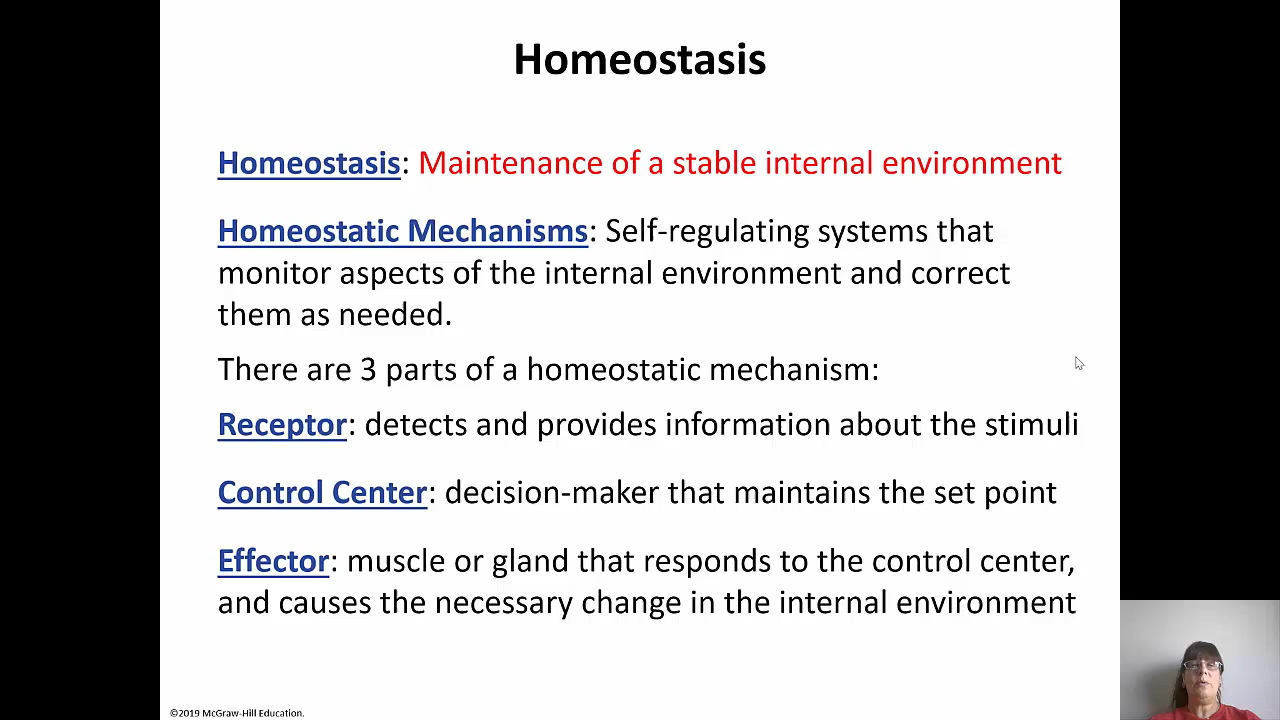 Homeostasis
Homeostasis: Maintenance of a stable internal environment
Homeostatic Mechanisms: Self-regulating systems that
monitor aspects of the internal environment and correct
them as needed.
There are 3 parts of a homeostatic mechanism:
Receptor: detects and provides information about the stimuli
Control Center: decision-maker that maintains the set point
Effector: muscle or gland that responds to the control center,
and causes the necessary change in the internal environment
©2019 McGraw-Hill Education.